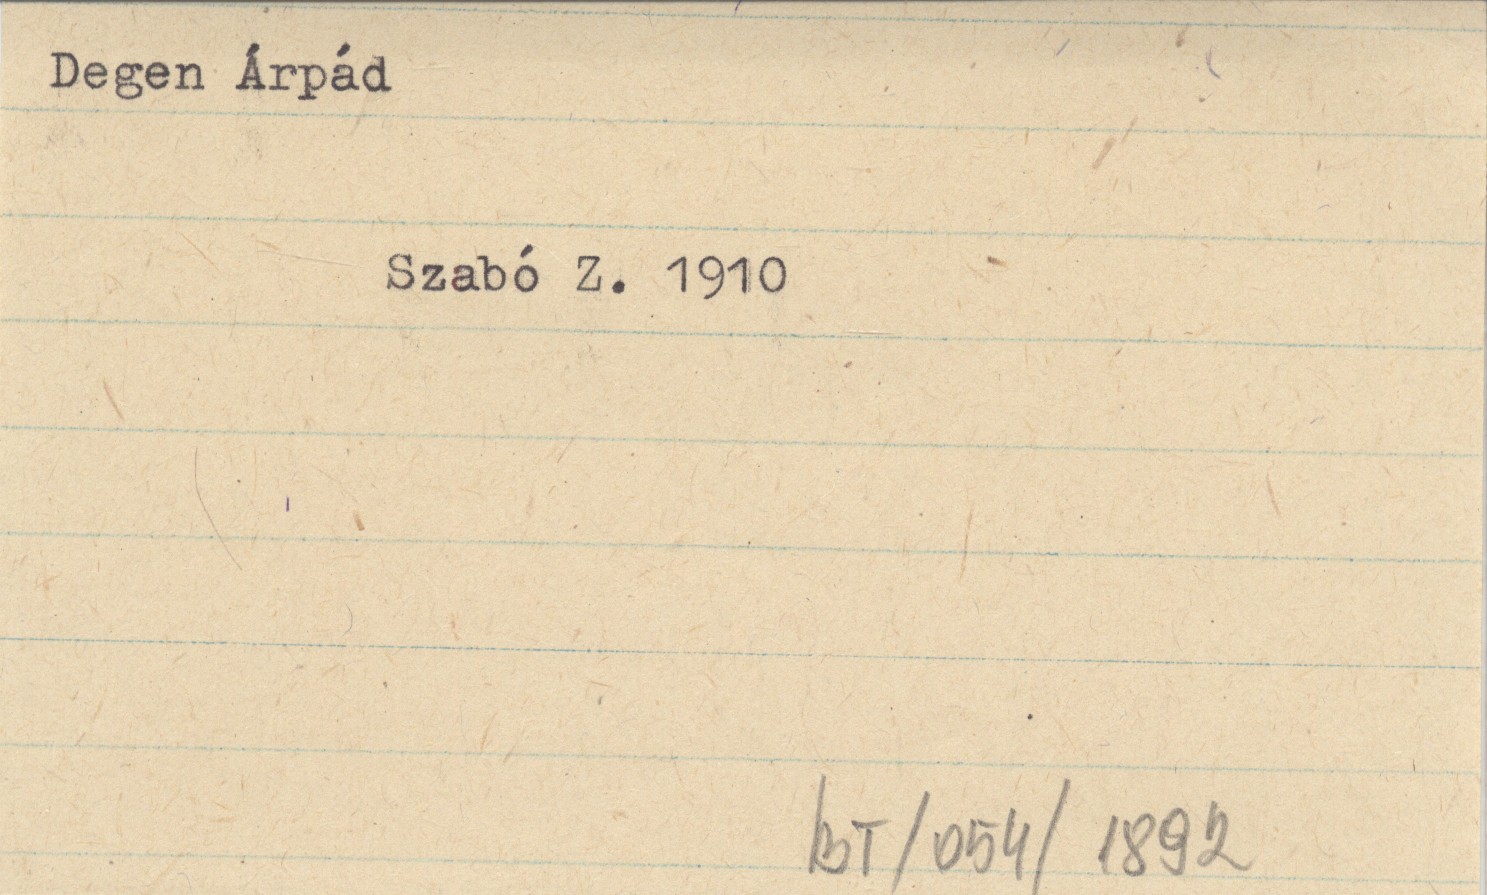 Degen Árpád
Szabó Z. 1910
BT/054/1892